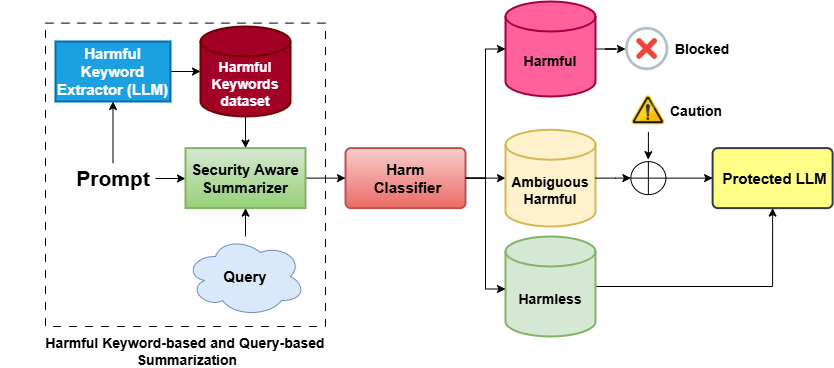 Harmful
Keyword
Extractor (LLM)
Harmful
Keywords
dataset
Prompt
Security Aware
Summarizer
Query
Harmful Keyword-based and Query-based
Summarization
Harm
Classifier
Harmful
Blocked
Caution
Ambiguous
Harmful
Protected LLM
Harmless